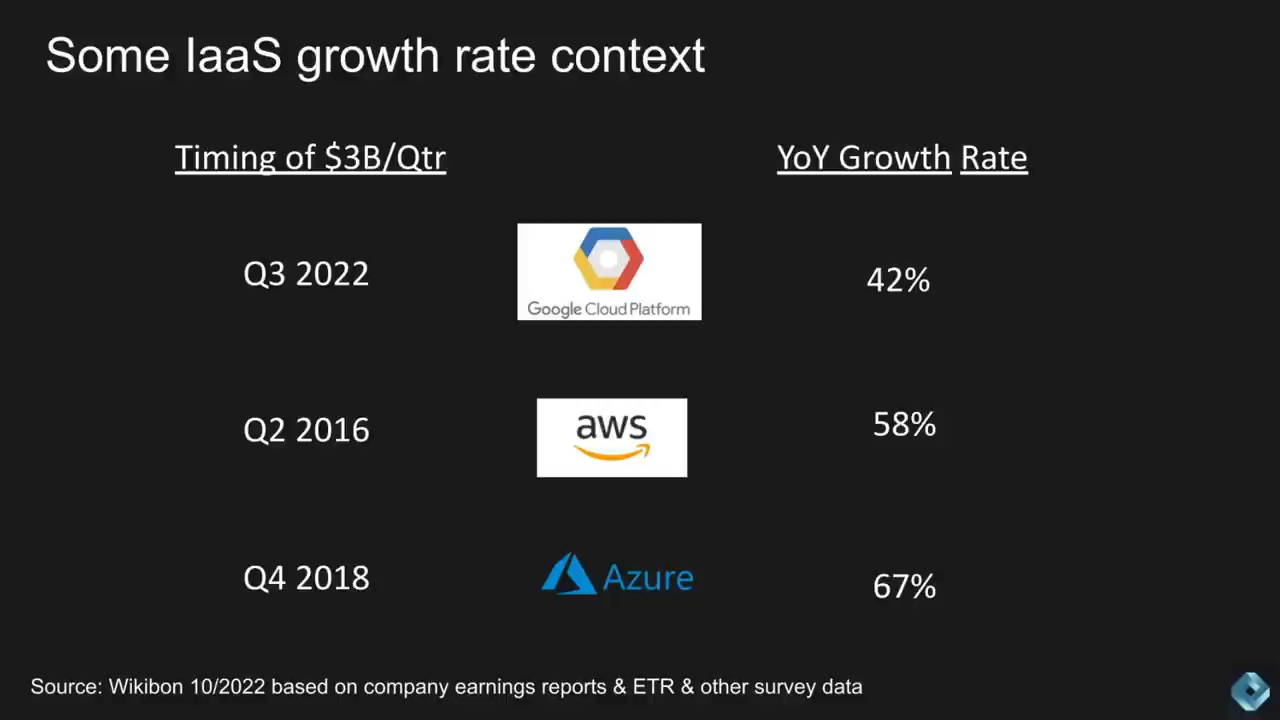 Some IaaS growth rate context
Timing of $3B/Qtr
YoY Growth Rate
Q3 2022
Google Cloud Platform
42%
Q2 2016
aws
58%
Q4 2018
Azure
67%
Source: Wikibon 10/2022 based on company earnings reports & ETR & other survey data